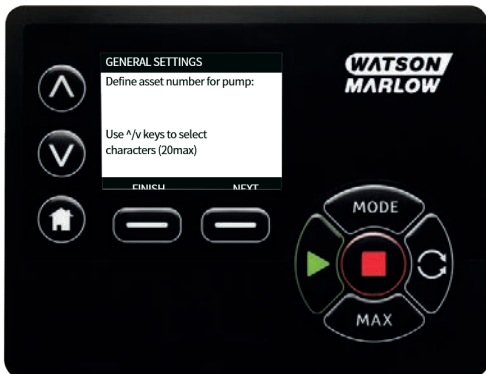 GENERAL SETTINGS
Define asset number for pump:
Use ^/v keys to select
characters (20max)
FINISH NEXT
WATSON
MARLOW
MODE
MAX